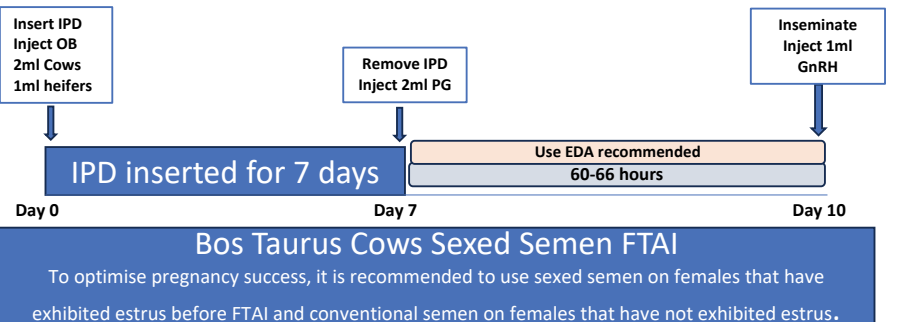 Insert IPD
Inject OB
2ml Cows
1ml heifers
Remove IPD
Inject 2ml PG
Inseminate
Inject 1ml
GnRH
IPD inserted for 7 days
Use EDA recommended
60-66 hours
Day 0
Day 7
Day 10
Bos Taurus Cows Sexed Semen FTAI
To optimise pregnancy success, it is recommended to use sexed semen on females that have
exhibited estrus before FTAI and conventional semen on females that have not exhibited estrus.